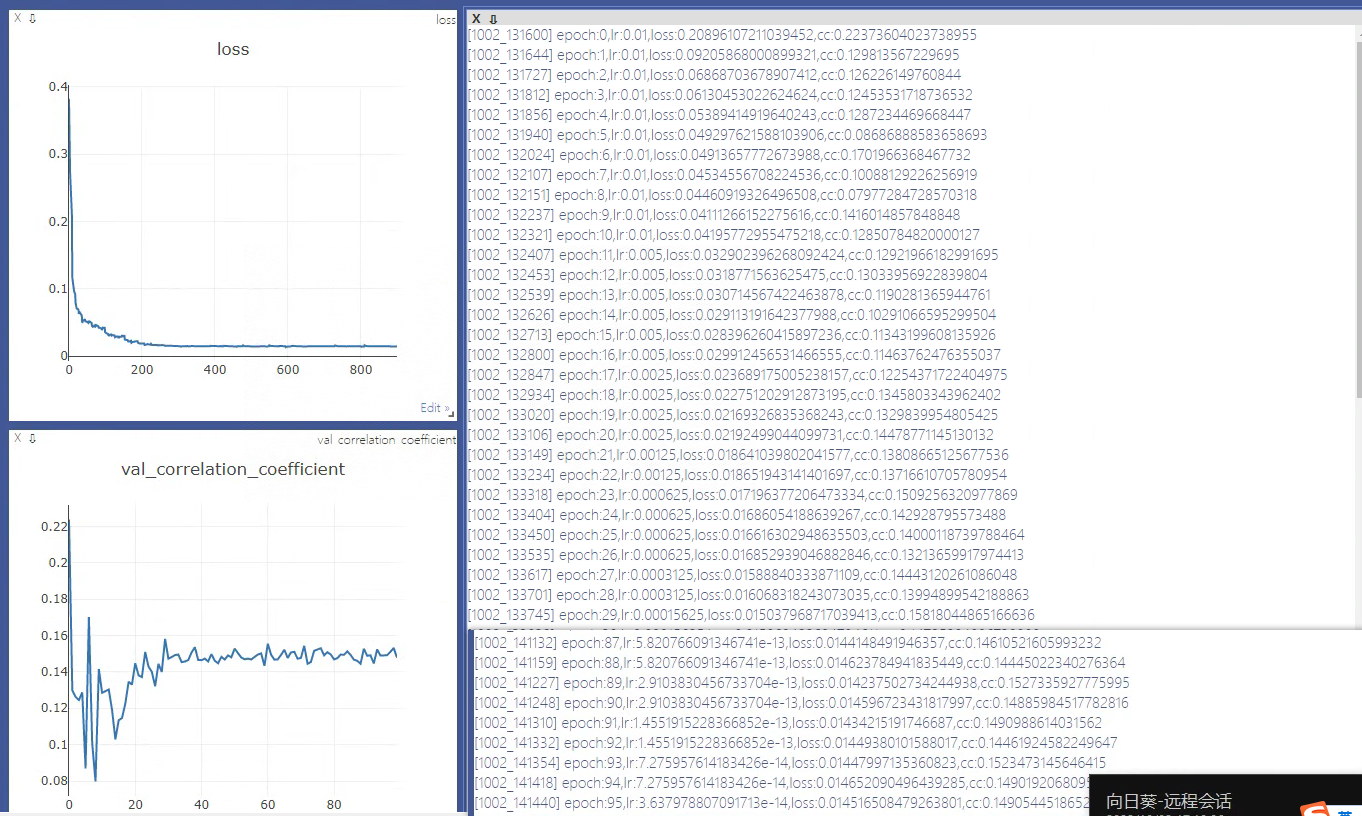 X ⇩ loss
loss
0.4
0.3
0.2
0.1
0
0 200 400 600 800
Edit »
X ⇩ val_correlation_coefficient
val_correlation_coefficient
0.22
0.2
0.18
0.16
0.14
0.12
0.1
0.08
0 20 40 60 80
X ⇩
[1002_131600] epoch:0,lr:0.01,loss:0.20896107211039452,cc:0.22373604023738955
[1002_131644] epoch:1,lr:0.01,loss:0.09205868000899321,cc:0.129813567229695
[1002_131727] epoch:2,lr:0.01,loss:0.06868703678907412,cc:0.126226149760844
[1002_131812] epoch:3,lr:0.01,loss:0.06130453022624624,cc:0.12453531718736532
[1002_131856] epoch:4,lr:0.01,loss:0.05389414919640243,cc:0.1287234469668447
[1002_131940] epoch:5,lr:0.01,loss:0.049297621588103906,cc:0.08686888583658693
[1002_132024] epoch:6,lr:0.01,loss:0.04913657772673988,cc:0.1701966368467732
[1002_132107] epoch:7,lr:0.01,loss:0.04534556708224536,cc:0.10088129226256919
[1002_132151] epoch:8,lr:0.01,loss:0.04460919326496508,cc:0.07977284728570318
[1002_132237] epoch:9,lr:0.01,loss:0.04111266152275616,cc:0.1416014857848848
[1002_132321] epoch:10,lr:0.01,loss:0.04195772955475218,cc:0.12850784820000127
[1002_132407] epoch:11,lr:0.005,loss:0.032902396268092424,cc:0.12921966182991695
[1002_132453] epoch:12,lr:0.005,loss:0.0318771563625475,cc:0.13033956922839804
[1002_132539] epoch:13,lr:0.005,loss:0.030714567422463878,cc:0.1190281365944761
[1002_132626] epoch:14,lr:0.005,loss:0.029113191642377988,cc:0.10291066595299504
[1002_132713] epoch:15,lr:0.005,loss:0.028396260415897236,cc:0.11343199608135926
[1002_132800] epoch:16,lr:0.005,loss:0.029912456531466555,cc:0.11463762476355037
[1002_132847] epoch:17,lr:0.0025,loss:0.023689175005238157,cc:0.12254371722404975
[1002_132934] epoch:18,lr:0.0025,loss:0.022751202912873195,cc:0.1345803343962402
[1002_133020] epoch:19,lr:0.0025,loss:0.02169326835368243,cc:0.1329839954805425
[1002_133106] epoch:20,lr:0.0025,loss:0.02192499044099731,cc:0.14478771145130132
[1002_133149] epoch:21,lr:0.00125,loss:0.018641039802041577,cc:0.13808665125677536
[1002_133234] epoch:22,lr:0.00125,loss:0.018651943141401697,cc:0.13716610705780954
[1002_133318] epoch:23,lr:0.000625,loss:0.017196377206473334,cc:0.1509256320977869
[1002_133404] epoch:24,lr:0.000625,loss:0.01686054188639267,cc:0.142928795573488
[1002_133450] epoch:25,lr:0.000625,loss:0.016616302948635503,cc:0.14000118739788464
[1002_133535] epoch:26,lr:0.000625,loss:0.016852939046882846,cc:0.13213659917974413
[1002_133617] epoch:27,lr:0.0003125,loss:0.01588840333871109,cc:0.14443120261086048
[1002_133701] epoch:28,lr:0.0003125,loss:0.016068318243073035,cc:0.13994899542188863
[1002_133745] epoch:29,lr:0.00015625,loss:0.015037968717039413,cc:0.15818044865166636
[1002_141132] epoch:87,lr:5.820766091346741e-13,loss:0.0144148491946357,cc:0.14610521605993232
[1002_141159] epoch:88,lr:5.820766091346741e-13,loss:0.014623784941835449,cc:0.14445022340276364
[1002_141227] epoch:89,lr:2.9103830456733704e-13,loss:0.014237502734244938,cc:0.1527335927775995
[1002_141248] epoch:90,lr:2.9103830456733704e-13,loss:0.014596723431817997,cc:0.14885984517782816
[1002_141310] epoch:91,lr:1.4551915228366852e-13,loss:0.01434215191746687,cc:0.1490988614031562
[1002_141332] epoch:92,lr:1.4551915228366852e-13,loss:0.01449380101588017,cc:0.14461924582249647
[1002_141354] epoch:93,lr:7.275957614183426e-14,loss:0.01447997135360823,cc:0.1523473145646415
[1002_141418] epoch:94,lr:7.275957614183426e-14,loss:0.014652090496439285,cc:0.1490192068095
[1002_141440] epoch:95,lr:3.637978807091713e-14,loss:0.014516508479263801,cc:0.1490544518652
向日葵-远程会话